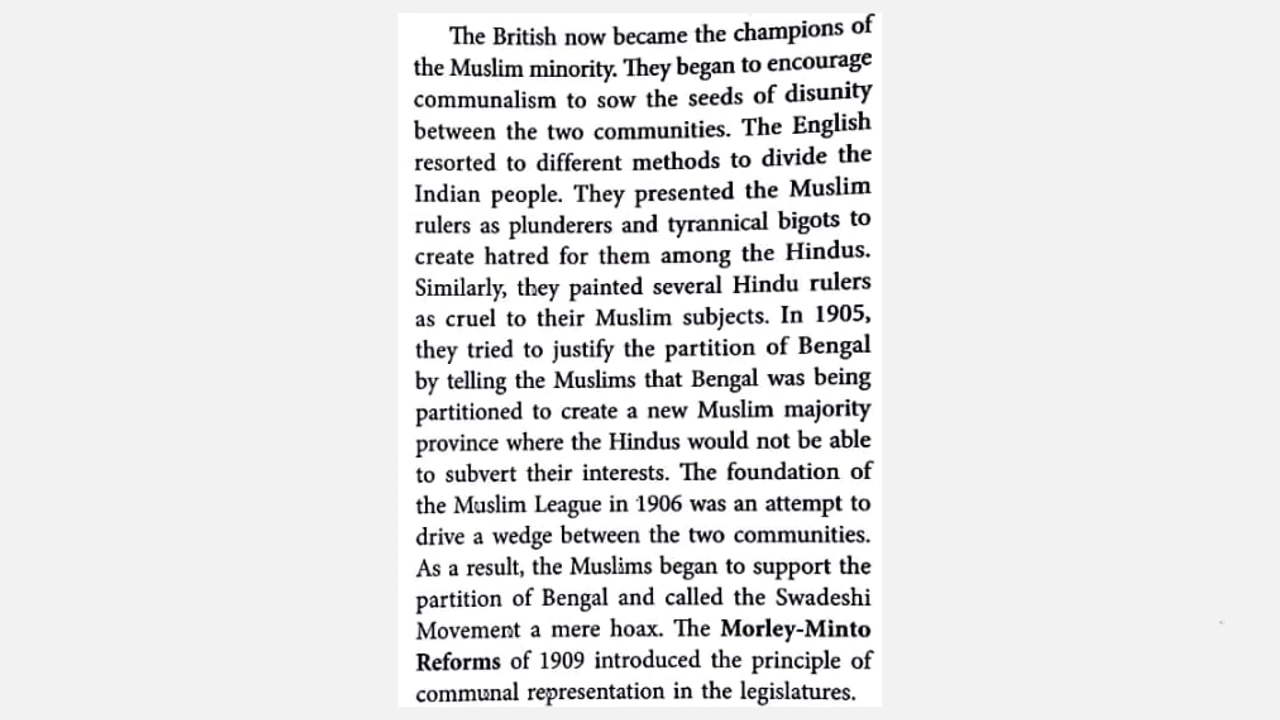 The British now became the champions of
the Muslim minority. They began to encourage
communalism to sow the seeds of disunity
between the two communities. The English
resorted to different methods to divide the
Indian people. They presented the Muslim
rulers as plunderers and tyrannical bigots to
create hatred for them among the Hindus.
Similarly, they painted several Hindu rulers
as cruel to their Muslim subjects. In 1905,
they tried to justify the partition of Bengal
by telling the Muslims that Bengal was being
partitioned to create a new Muslim majority
province where the Hindus would not be able
to subvert their interests. The foundation of
the Muslim League in 1906 was an attempt to
drive a wedge between the two communities.
As a result, the Muslims began to support the
partition of Bengal and called the Swadeshi
Movement a mere hoax. The Morley-Minto
Reforms of 1909 introduced the principle of
communal representation in the legislatures.